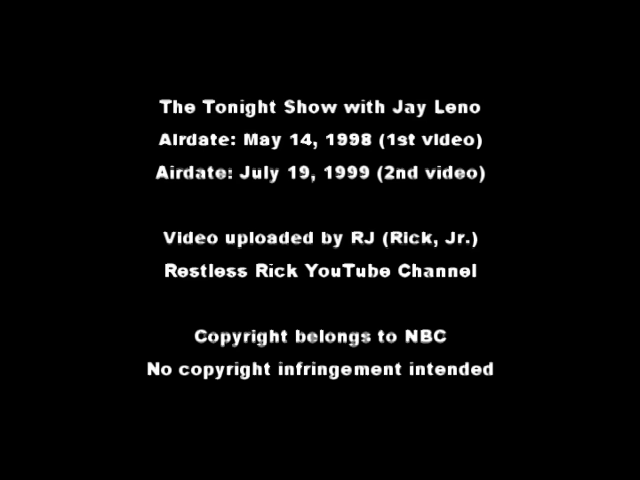 The Tonight Show with Jay Leno
Airdate: May 14, 1998 (1st video)
Airdate: July 19, 1999 (2nd video)
Video uploaded by RJ (Rick, Jr.)
Restless Rick YouTube Channel
Copyright belongs to NBC
No copyright infringement intended